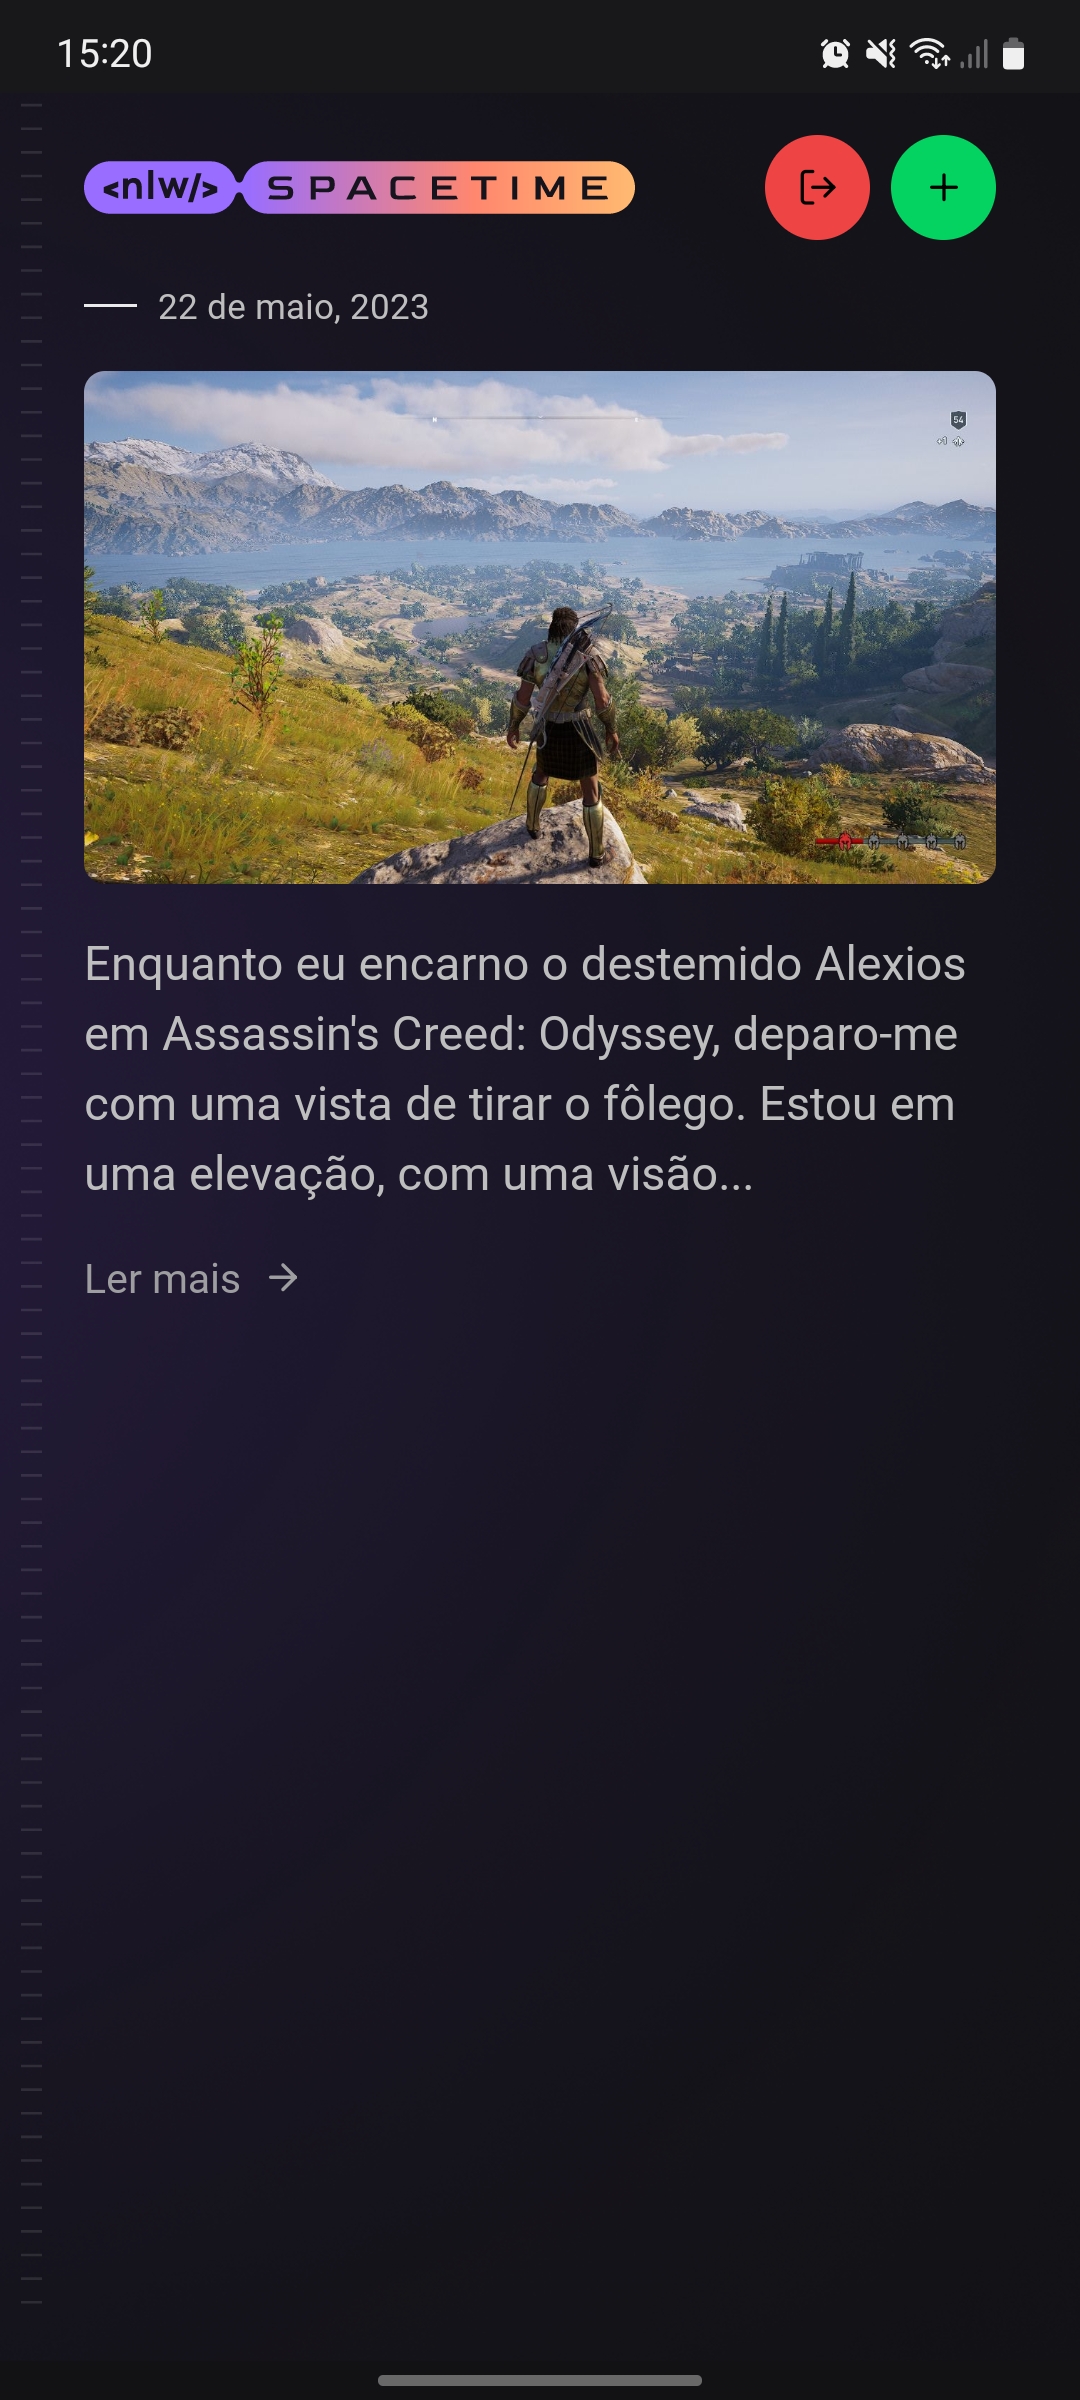 15:20
<nlw/> SPACETIME
22 de maio, 2023
54
+1
Enquanto eu encarno o destemido Alexios
em Assassin's Creed: Odyssey, deparo-me
com uma vista de tirar o fôlego. Estou em
uma elevação, com uma visão...
Ler mais